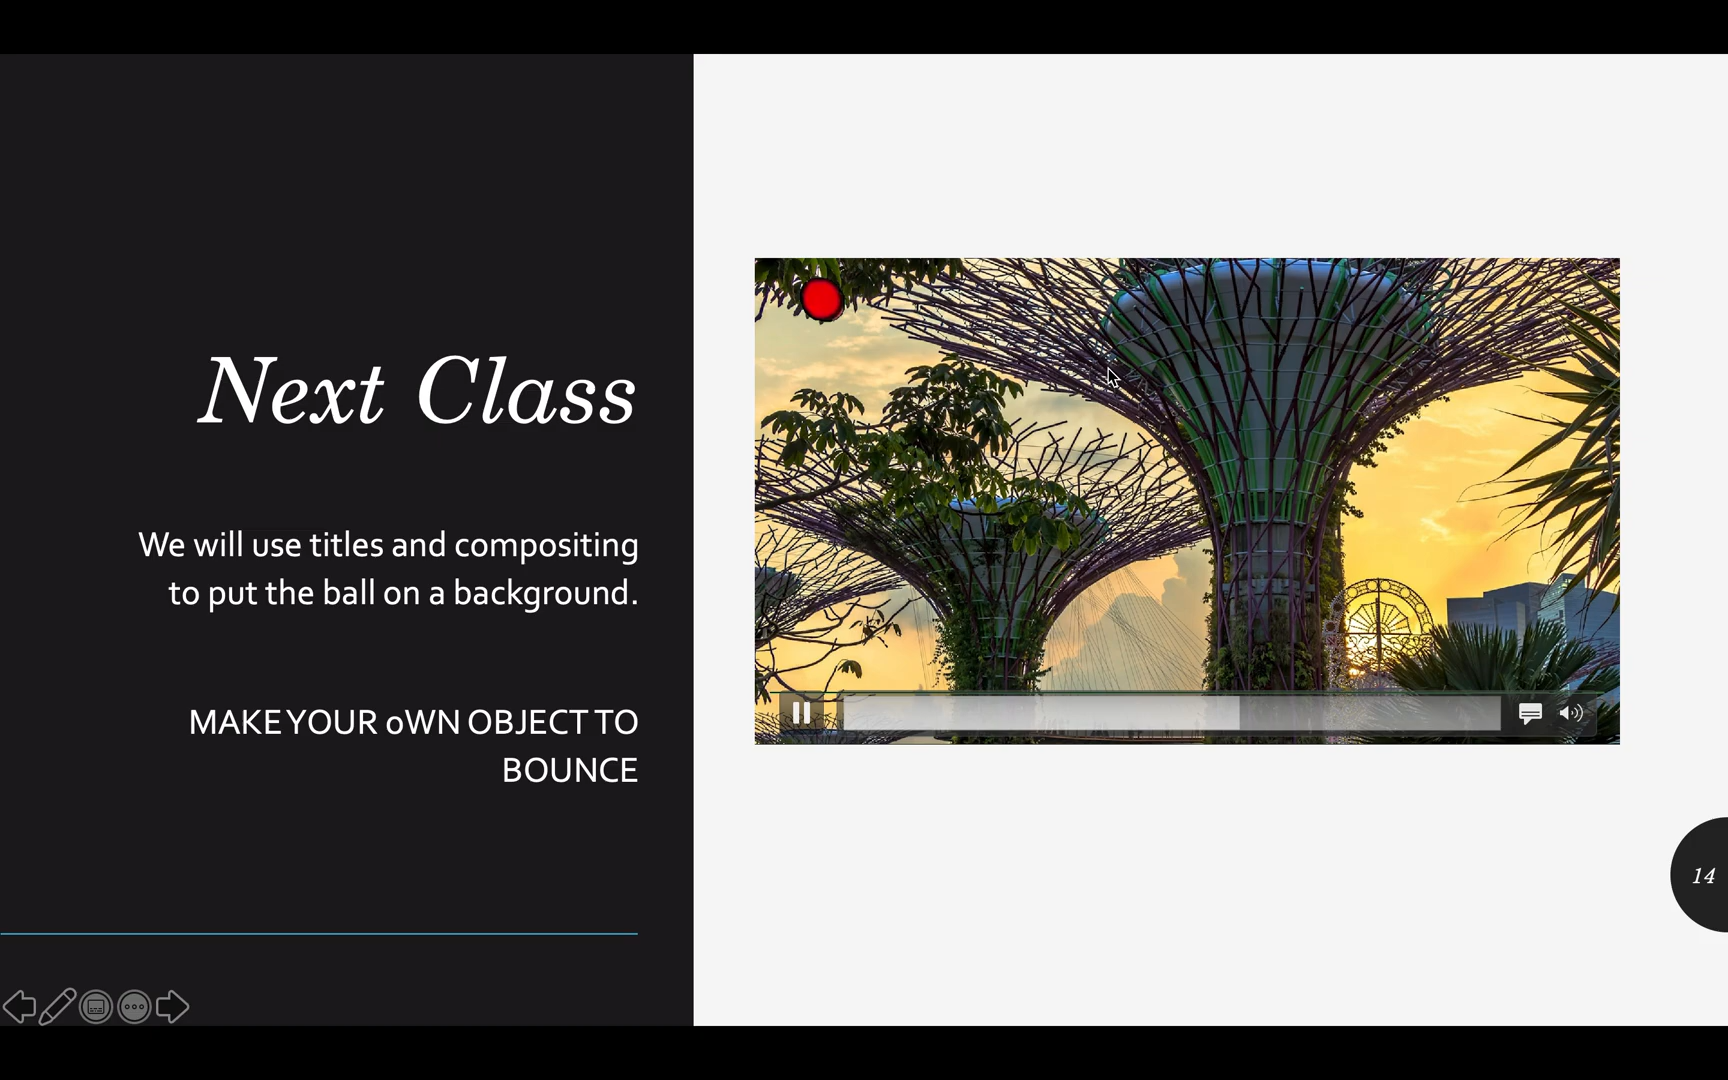 Next Class
We will use titles and compositing
to put the ball on a background.
MAKE YOUR oWN OBJECT TO
BOUNCE
14